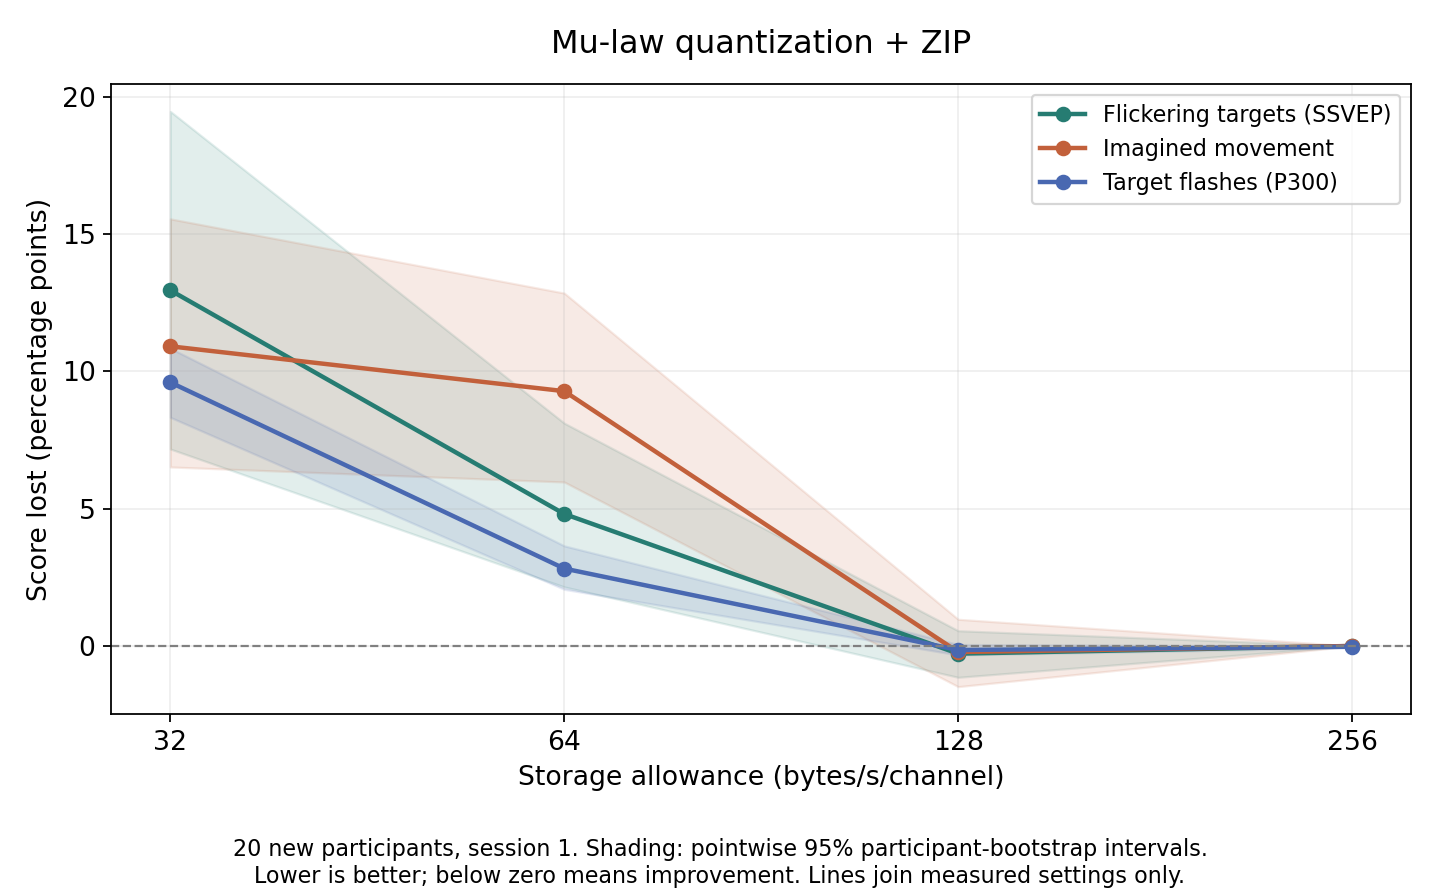 Mu-law quantization + ZIP
20
15
10
5
0
Score lost (percentage points)
Flickering targets (SSVEP)
Imagined movement
Target flashes (P300)
32
64
128
256
Storage allowance (bytes/s/channel)
20 new participants, session 1. Shading: pointwise 95% participant-bootstrap intervals.
Lower is better; below zero means improvement. Lines join measured settings only.